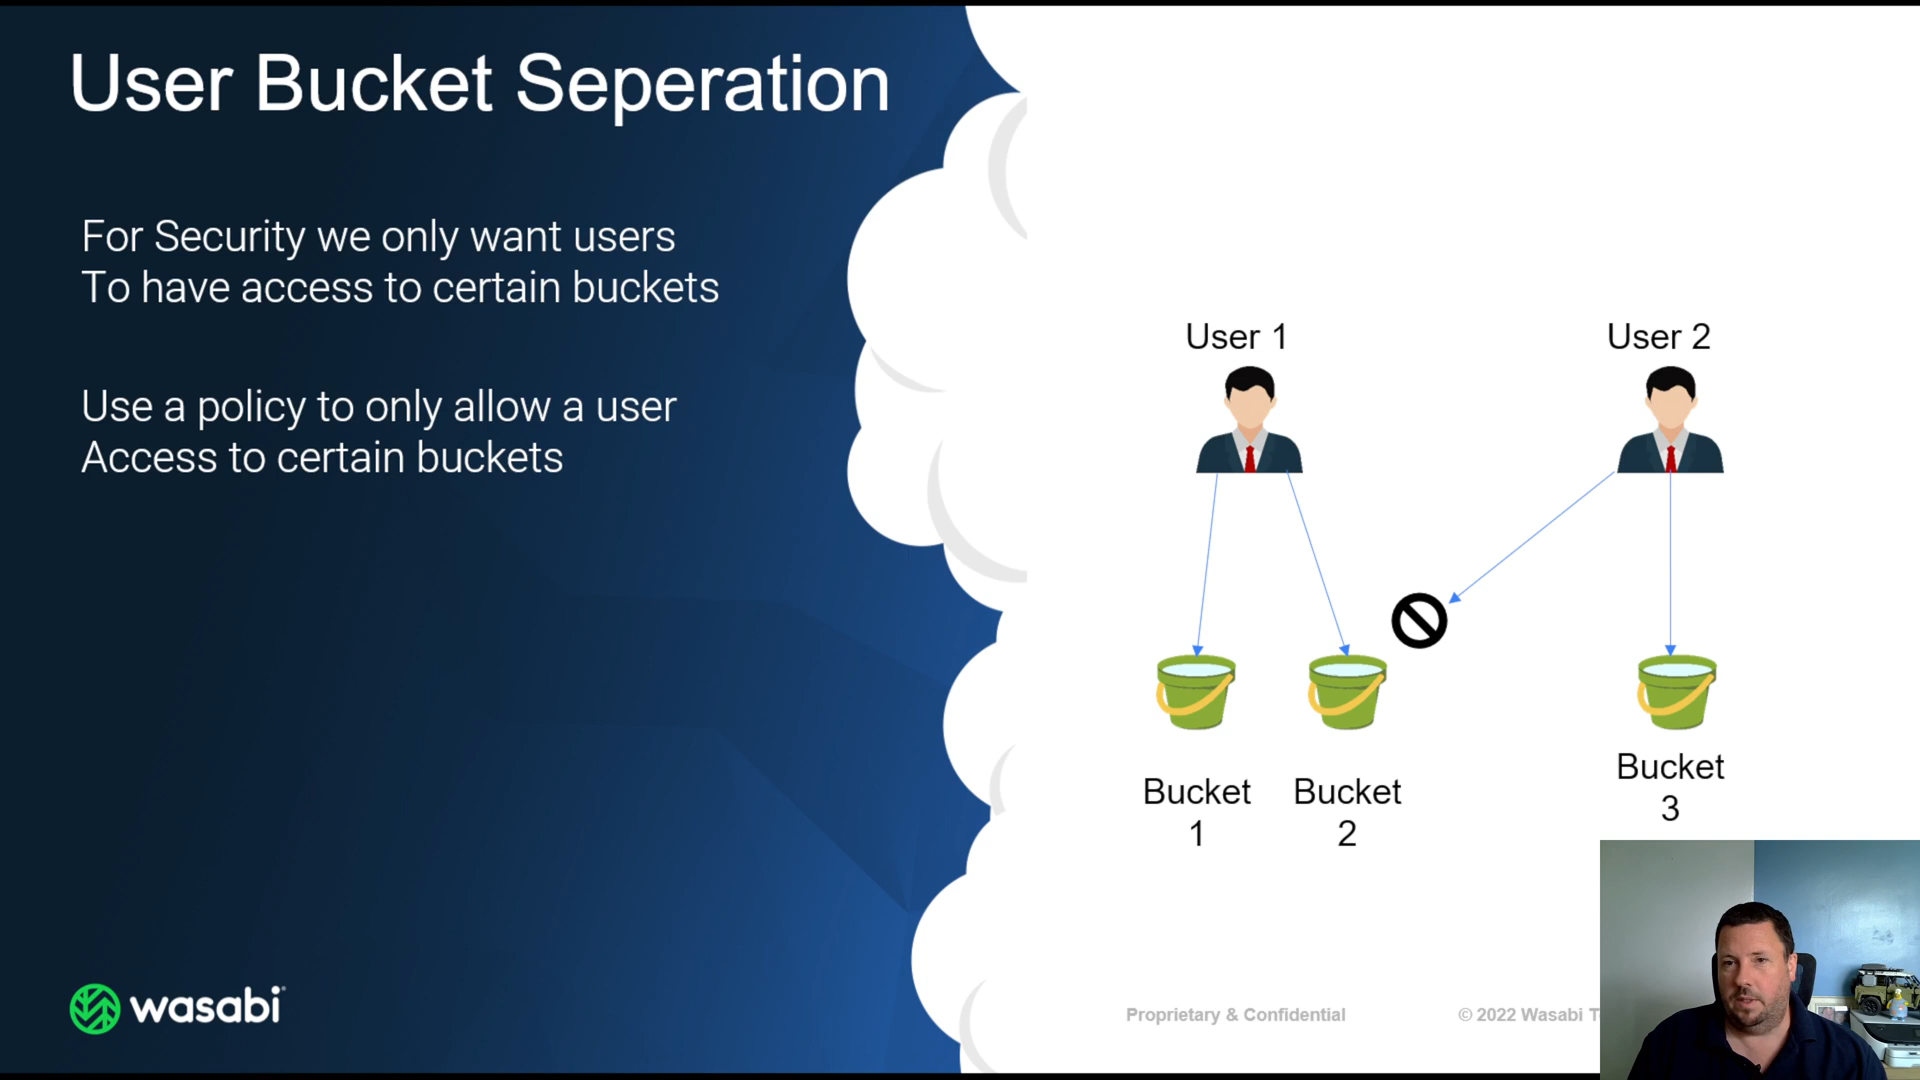 User Bucket Seperation
For Security we only want users
To have access to certain buckets
Use a policy to only allow a user
Access to certain buckets
User 1
User 2
Bucket
1
Bucket
2
Bucket
3
wasabi
Proprietary & Confidential
© 2022 Wasabi